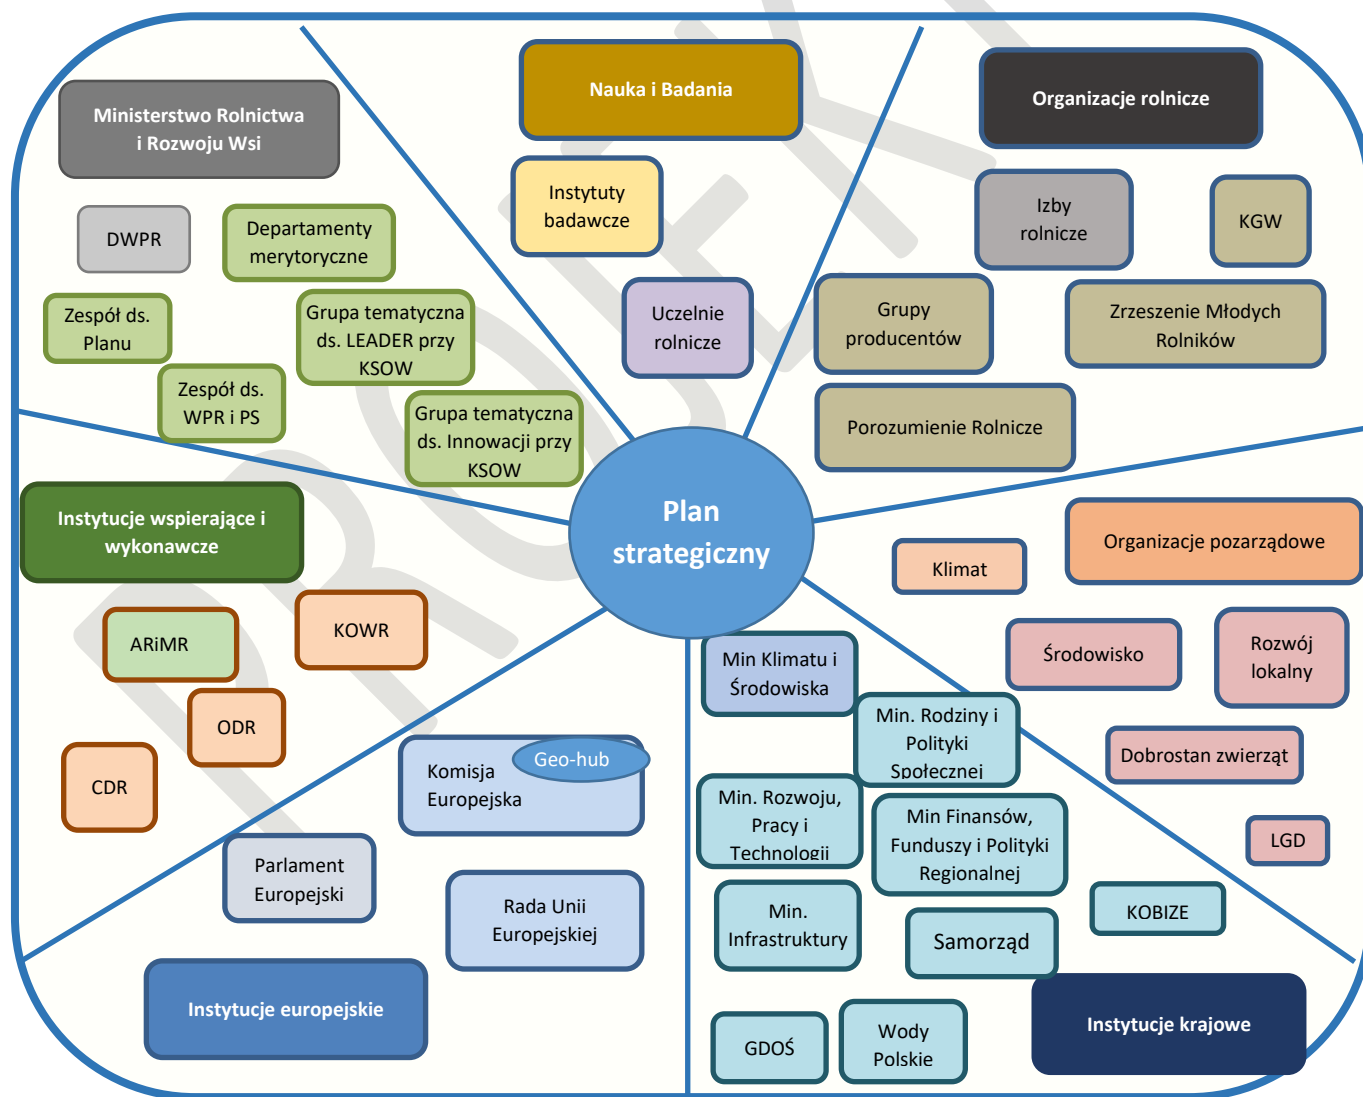 Ministerstwo Rolnictwa
i Rozwoju Wsi
DWPR
Departamenty
merytoryczne
Zespół ds.
Planu
Grupa tematyczna
ds. LEADER przy
KSOW
Zespół ds.
WPR i PS
Grupa tematyczna
ds. Innowacji przy
KSOW
Nauka i Badania
Instytuty
badawcze
Uczelnie
rolnicze
Organizacje rolnicze
Izby
rolnicze
KGW
Grupy
producentów
Zrzeszenie Młodych
Rolników
Porozumienie Rolnicze
Plan
strategiczny
Instytucje wspierające i
wykonawcze
ARiMR
KOWR
ODR
CDR
Organizacje pozarządowe
Klimat
Środowisko
Rozwój
lokalny
Dobrostan zwierząt
LGD
Komisja
Europejska
Geo-hub
Parlament
Europejski
Rada Unii
Europejskiej
Instytucje europejskie
Min Klimatu i
Środowiska
Min. Rodziny i
Polityki
Społecznej
Min. Rozwoju,
Pracy i
Technologii
Min Finansów,
Funduszy i Polityki
Regionalnej
Min.
Infrastruktury
Samorząd
KOBIZE
GDOŚ
Wody
Polskie
Instytucje krajowe
PROJEKT